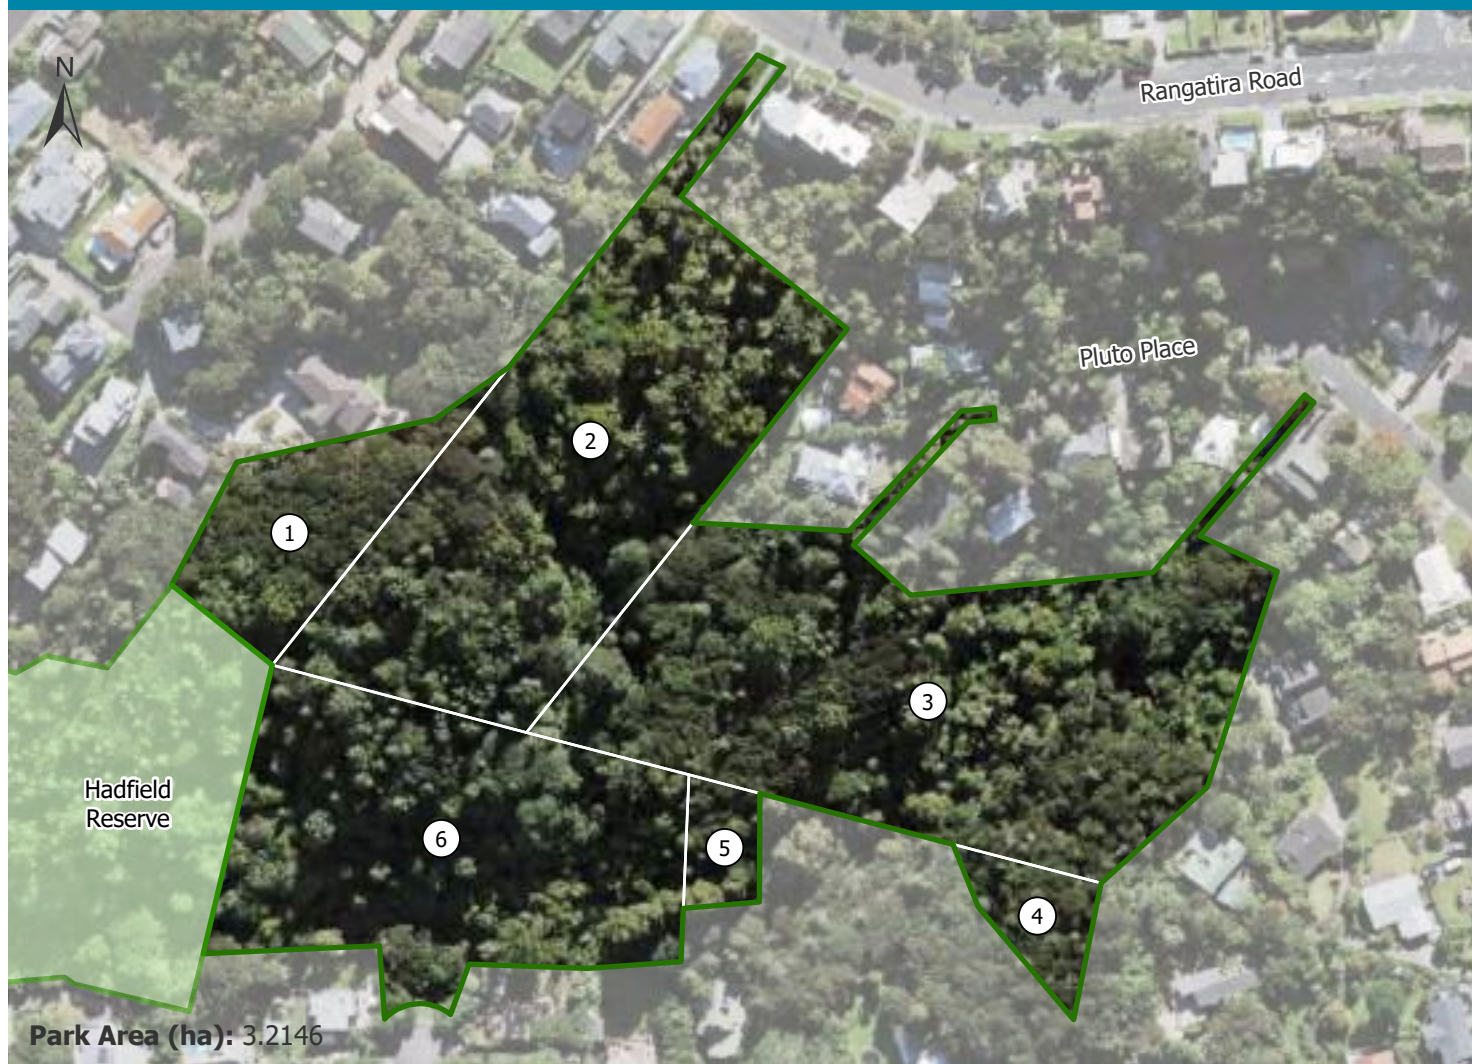 N
Rangatira Road
Pluto Place
2
1
3
Hadfield
Reserve
6
5
4
Park Area (ha): 3.2146